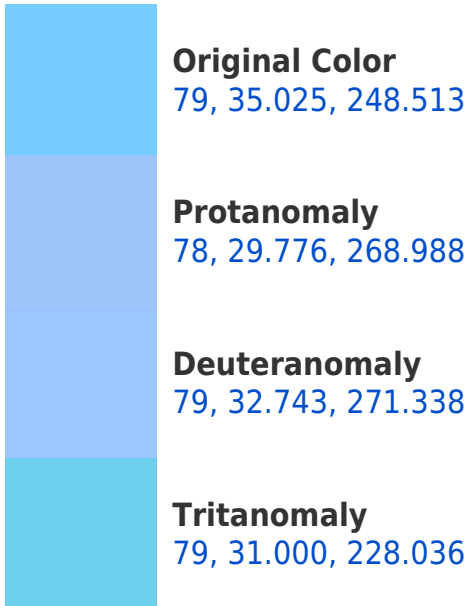 Original Color
79, 35.025, 248.513
Protanomaly
78, 29.776, 268.988
Deuteranomaly
79, 32.743, 271.338
Tritanomaly
79, 31.000, 228.036